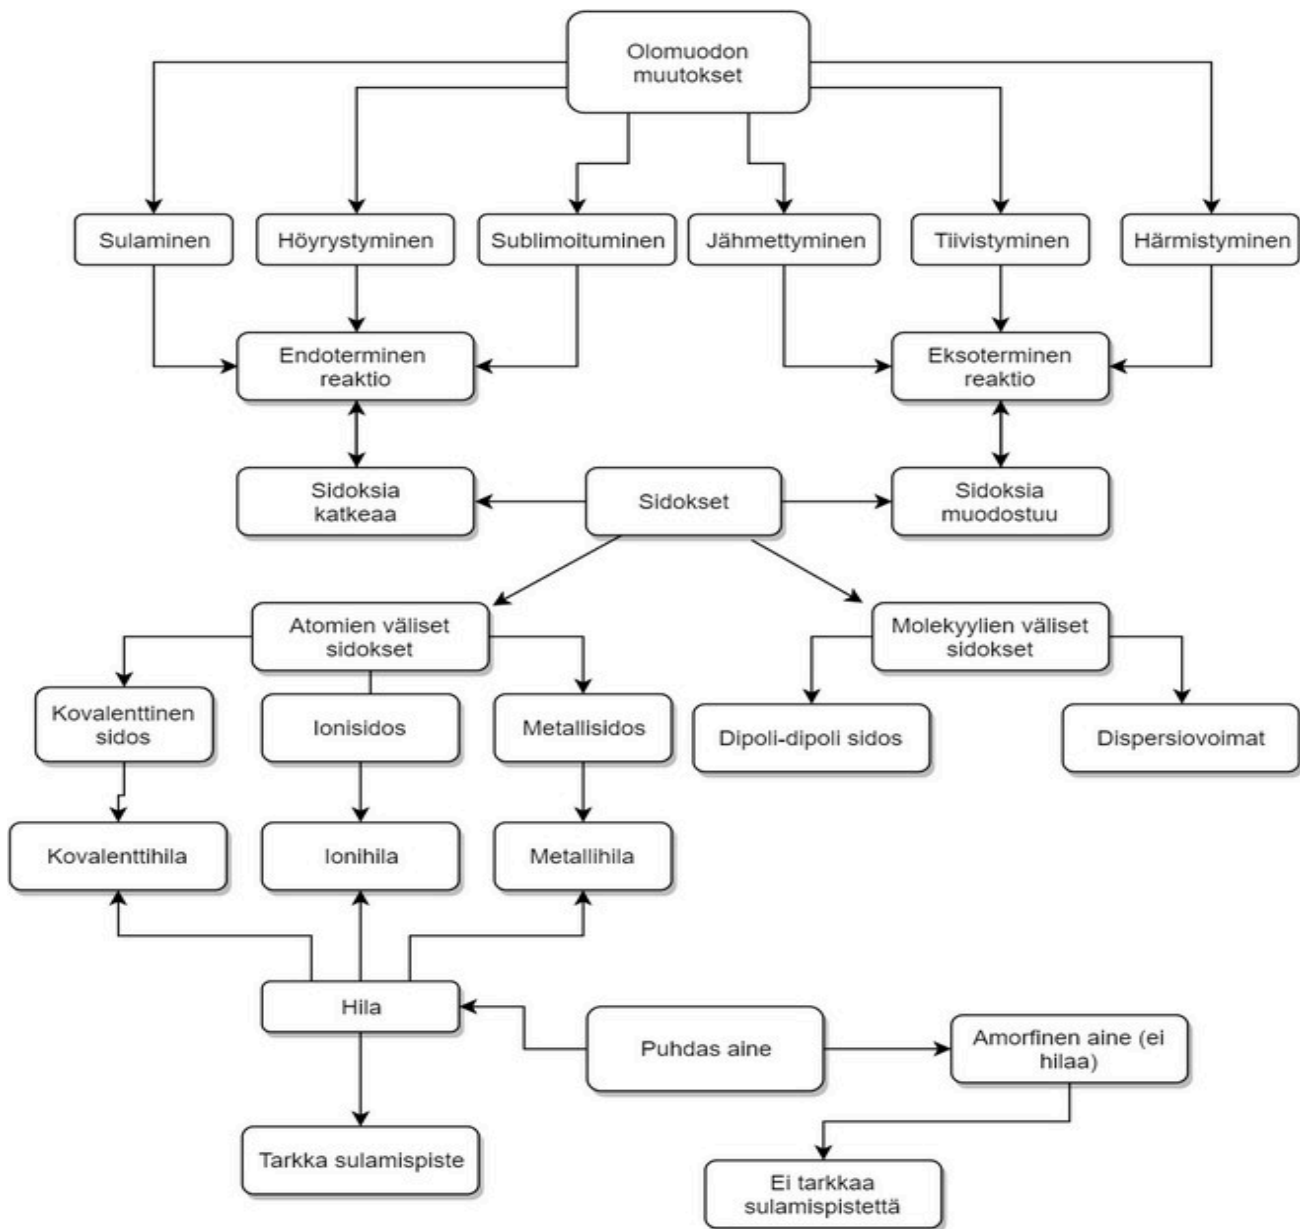 Olomuodon
muutokset
Sulaminen
Höyrystyminen
Sublimoituminen
Jähmettyminen
Tiivistyminen
Härmistyminen
Endoterminen
reaktio
Eksoterminen
reaktio
Sidoksia
katkeaa
Sidokset
Sidoksia
muodostuu
Atomien väliset
sidokset
Molekyylien väliset
sidokset
Kovalenttinen
sidos
Ionisidos
Metallisidos
Dipoli-dipoli sidos
Dispersiovoimat
Kovalenttihila
Ionihila
Metallihila
Hila
Puhdas aine
Amorfinen aine (ei
hilaa)
Tarkka sulamispiste
Ei tarkkaa
sulamispistettä